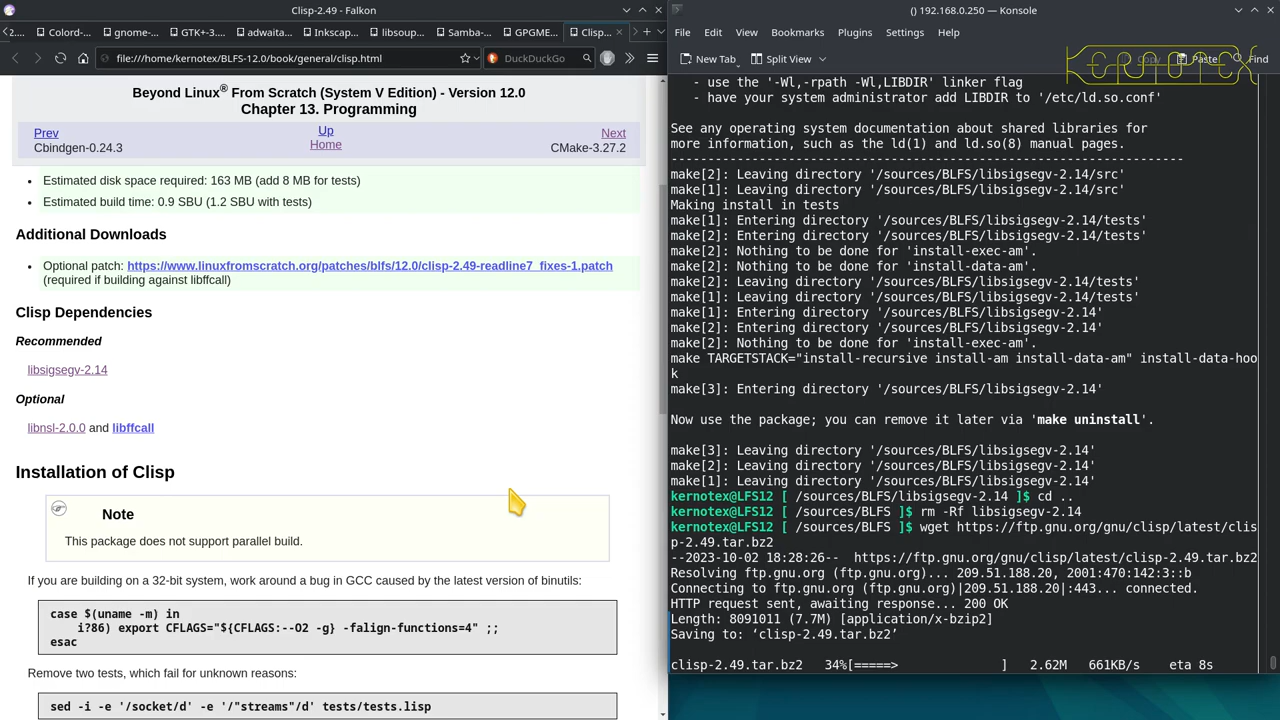 Clisp-2.49 - Falkon
() 192.168.0.250 — Konsole
2....
Colord-...
gnome-...
GTK+-3....
adwaita...
Inkscap...
libsoup...
Samba-...
GPGME...
Clisp...
file:///home/kernotex/BLFS-12.0/book/general/clisp.html
DuckDuckGo
File Edit View Bookmarks Plugins Settings Help
New Tab Split View Copy Paste Find
KERNOTEX
Beyond Linux® From Scratch (System V Edition) - Version 12.0
Chapter 13. Programming
Prev Up Next
Cbindgen-0.24.3 Home CMake-3.27.2
Estimated disk space required: 163 MB (add 8 MB for tests)
Estimated build time: 0.9 SBU (1.2 SBU with tests)
Additional Downloads
Optional patch: https://www.linuxfromscratch.org/patches/blfs/12.0/clisp-2.49-readline7_fixes-1.patch
(required if building against libffcall)
Clisp Dependencies
Recommended
libsigsegv-2.14
Optional
libnsl-2.0.0 and libffcall
Installation of Clisp
Note
This package does not support parallel build.
If you are building on a 32-bit system, work around a bug in GCC caused by the latest version of binutils:
case $(uname -m) in
i?86) export CFLAGS="${CFLAGS:--O2 -g} -falign-functions=4" ;;
esac
Remove two tests, which fail for unknown reasons:
sed -i -e '/socket/d' -e '/"streams"/d' tests/tests.lisp
- use the '-Wl,-rpath -Wl,LIBDIR' linker flag
- have your system administrator add LIBDIR to '/etc/ld.so.conf'
See any operating system documentation about shared libraries for
more information, such as the ld(1) and ld.so(8) manual pages.
----------------------------------------------------------------------
make[2]: Leaving directory '/sources/BLFS/libsigsegv-2.14/src'
make[1]: Leaving directory '/sources/BLFS/libsigsegv-2.14/src'
Making install in tests
make[1]: Entering directory '/sources/BLFS/libsigsegv-2.14/tests'
make[2]: Entering directory '/sources/BLFS/libsigsegv-2.14/tests'
make[2]: Nothing to be done for 'install-exec-am'.
make[2]: Nothing to be done for 'install-data-am'.
make[2]: Leaving directory '/sources/BLFS/libsigsegv-2.14/tests'
make[1]: Leaving directory '/sources/BLFS/libsigsegv-2.14/tests'
make[1]: Entering directory '/sources/BLFS/libsigsegv-2.14'
make[2]: Entering directory '/sources/BLFS/libsigsegv-2.14'
make[2]: Nothing to be done for 'install-exec-am'.
make TARGETSTACK="install-recursive install-am install-data-am" install-data-hoo
k
make[3]: Entering directory '/sources/BLFS/libsigsegv-2.14'
Now use the package; you can remove it later via 'make uninstall'.
make[3]: Leaving directory '/sources/BLFS/libsigsegv-2.14'
make[2]: Leaving directory '/sources/BLFS/libsigsegv-2.14'
make[1]: Leaving directory '/sources/BLFS/libsigsegv-2.14'
kernotex@LFS12 [ /sources/BLFS/libsigsegv-2.14 ]$ cd ..
kernotex@LFS12 [ /sources/BLFS ]$ rm -Rf libsigsegv-2.14
kernotex@LFS12 [ /sources/BLFS ]$ wget https://ftp.gnu.org/gnu/clisp/latest/clis
p-2.49.tar.bz2
--2023-10-02 18:28:26-- https://ftp.gnu.org/gnu/clisp/latest/clisp-2.49.tar.bz2
Resolving ftp.gnu.org (ftp.gnu.org)... 209.51.188.20, 2001:470:142:3::b
Connecting to ftp.gnu.org (ftp.gnu.org)|209.51.188.20|:443... connected.
HTTP request sent, awaiting response... 200 OK
Length: 8091011 (7.7M) [application/x-bzip2]
Saving to: ‘clisp-2.49.tar.bz2’
clisp-2.49.tar.bz2 34%[=====> ] 2.62M 661KB/s eta 8s